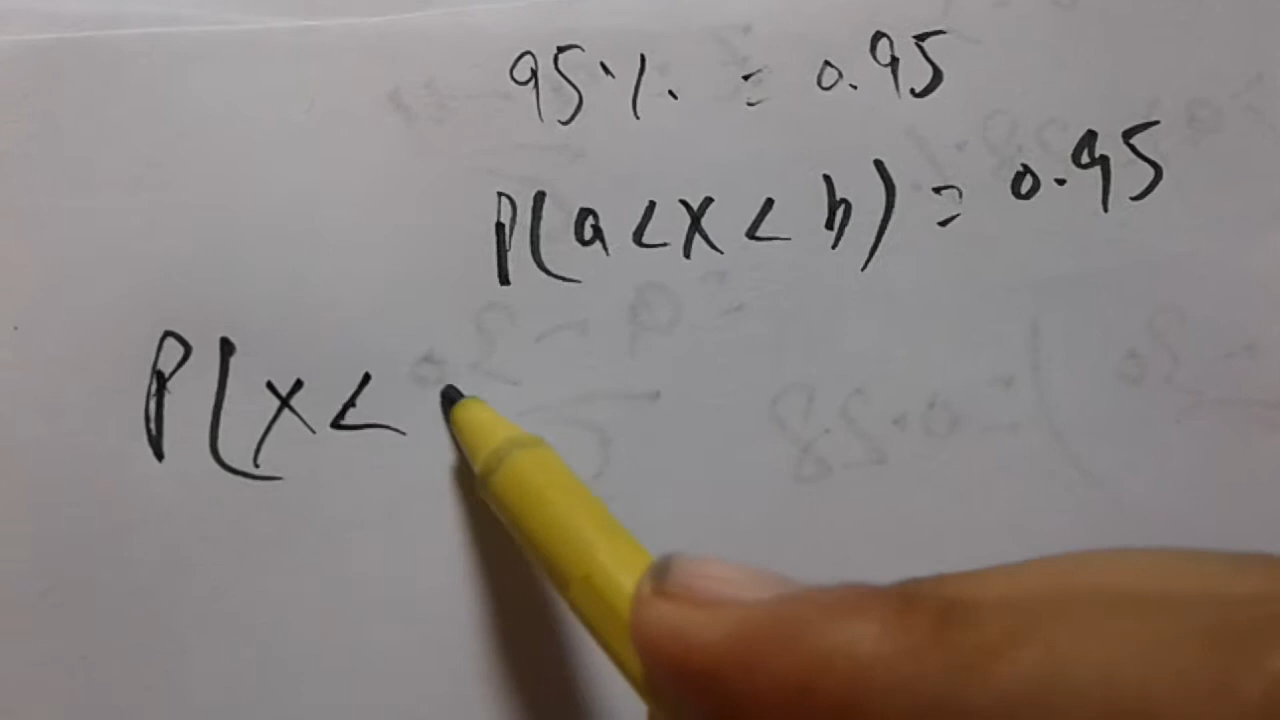 95% = 0.95
P(a<X<b) = 0.95
P(X<